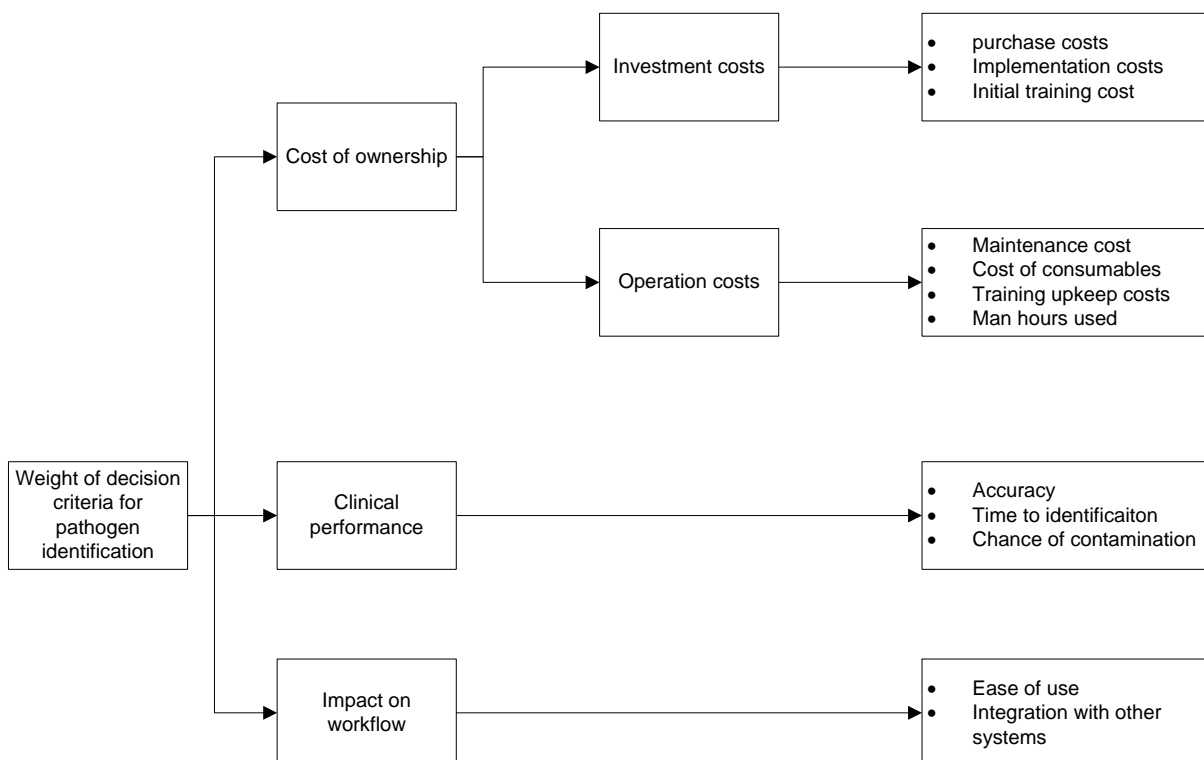 Investment costs
• purchase costs
• Implementation costs
• Initial training cost
Cost of ownership
Operation costs
• Maintenance cost
• Cost of consumables
• Training upkeep costs
• Man hours used
Weight of decision
criteria for
pathogen
identification
Clinical
performance
• Accuracy
• Time to identificaiton
• Chance of contamination
Impact on
workflow
• Ease of use
• Integration with other
systems